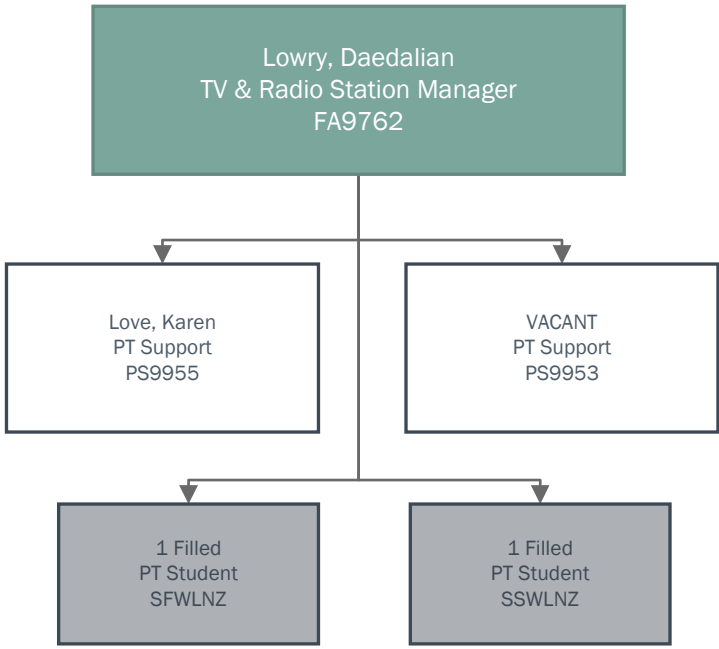 Lowry, Daedalian
TV & Radio Station Manager
FA9762
Love, Karen
PT Support
PS9955
VACANT
PT Support
PS9953
1 Filled
PT Student
SFWLNZ
1 Filled
PT Student
SSWLNZ